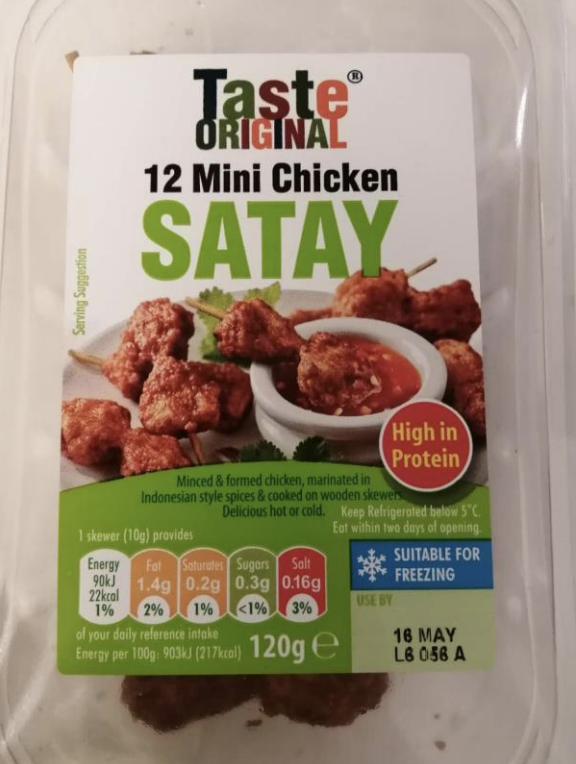 Taste®
ORIGINAL
12 Mini Chicken
SATAY
Serving Suggestion
High in
Protein
Minced & formed chicken, marinated in
Indonesian style spices & cooked on wooden skewers.
Delicious hot or cold.
Keep Refrigerated below 5°C.
Eat within two days of opening.
1 skewer (10g) provides
Energy
90kJ
22kcal
1%
Fat
1.4g
2%
Saturates
0.2g
1%
Sugars
0.3g
<1%
Salt
0.16g
3%
of your daily reference intake
Energy per 100g: 903kJ (217kcal)
120g e
SUITABLE FOR
FREEZING
USE BY
16 MAY
L6 056 A